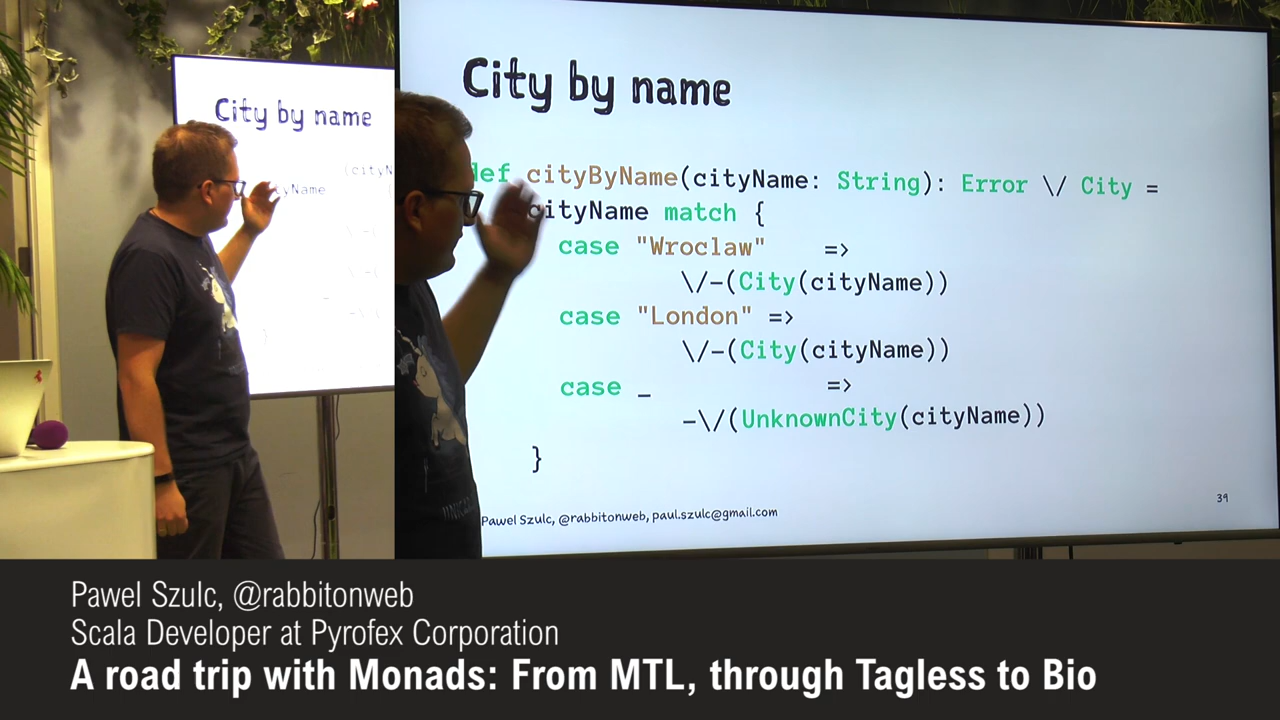 City by name
City by name
def cityByName(cityName: String): Error \/ City =
cityName match {
case "Wroclaw" =>
\/-(City(cityName))
case "London" =>
\/-(City(cityName))
case _ =>
-\/(UnknownCity(cityName))
}
39
Pawel Szulc, @rabbitonweb, paul.szulc@gmail.com
Pawel Szulc, @rabbitonweb
Scala Developer at Pyrofex Corporation
A road trip with Monads: From MTL, through Tagless to Bio